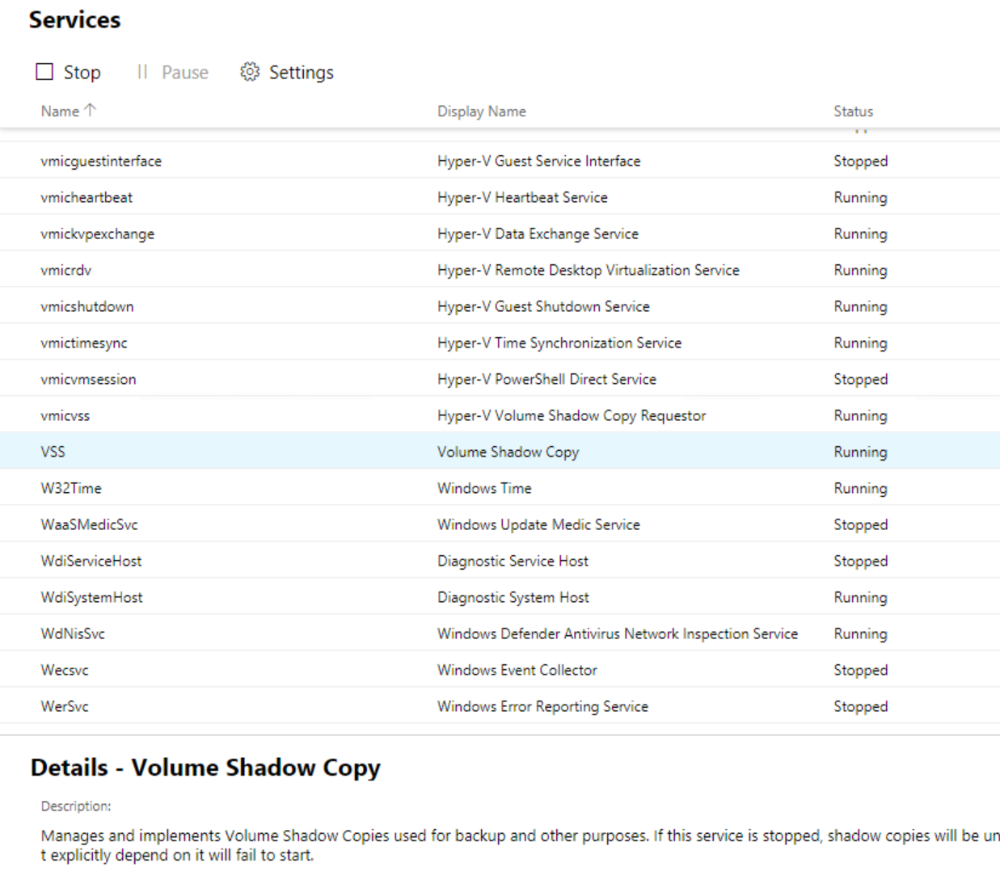 Services
Stop Pause Settings
Name Display Name Status
vmicguestinterface Hyper-V Guest Service Interface Stopped
vmicheartbeat Hyper-V Heartbeat Service Running
vmickvpexchange Hyper-V Data Exchange Service Running
vmicrdv Hyper-V Remote Desktop Virtualization Service Running
vmicshutdown Hyper-V Guest Shutdown Service Running
vmictimesync Hyper-V Time Synchronization Service Running
vmicvmsession Hyper-V PowerShell Direct Service Stopped
vmicvss Hyper-V Volume Shadow Copy Requestor Running
VSS Volume Shadow Copy Running
W32Time Windows Time Running
WaaSMedicSvc Windows Update Medic Service Stopped
WdiServiceHost Diagnostic Service Host Stopped
WdiSystemHost Diagnostic System Host Running
WdNisSvc Windows Defender Antivirus Network Inspection Service Running
Wecsvc Windows Event Collector Stopped
WerSvc Windows Error Reporting Service Stopped
Details - Volume Shadow Copy
Description:
Manages and implements Volume Shadow Copies used for backup and other purposes. If this service is stopped, shadow copies will be un
t explicitly depend on it will fail to start.